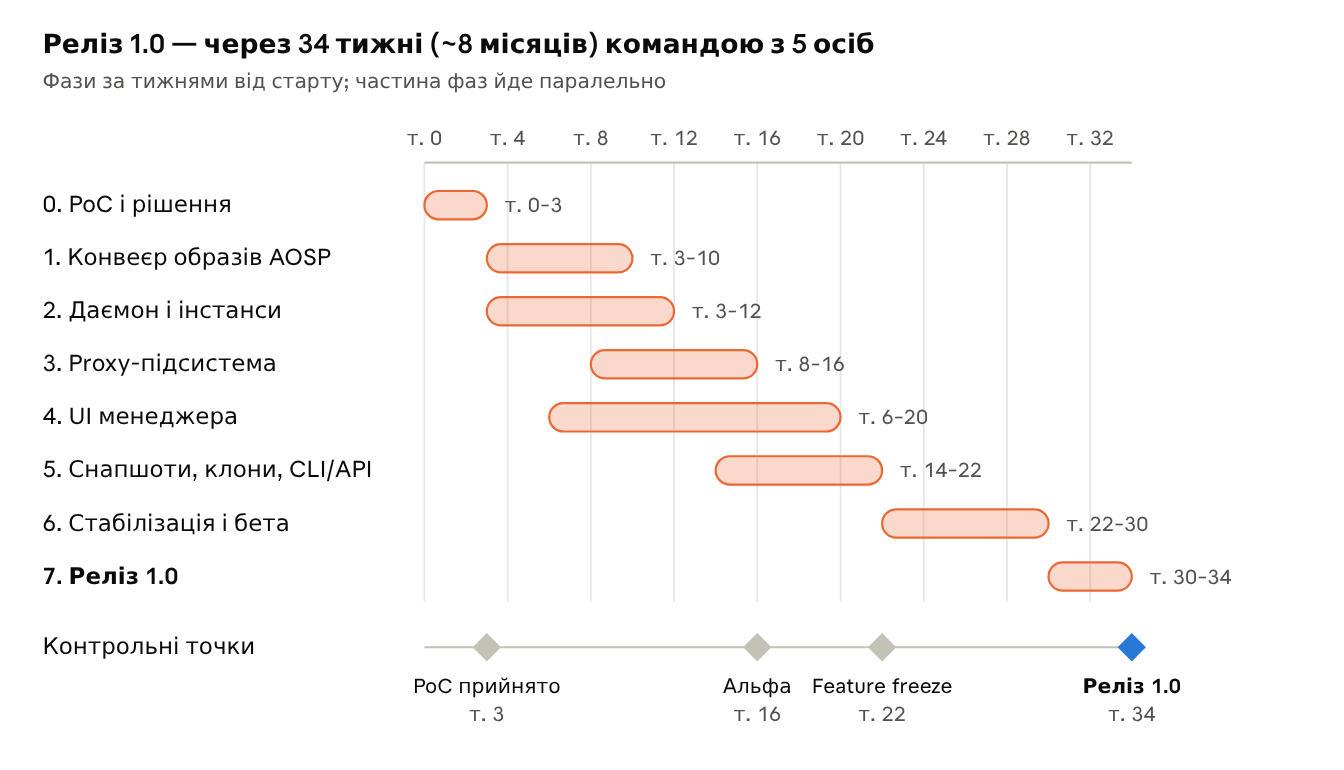 Реліз 1.0 — через 34 тижні (~8 місяців) командою з 5 осіб
Фази за тижнями від старту; частина фаз йде паралельно
т. 0 т. 4 т. 8 т. 12 т. 16 т. 20 т. 24 т. 28 т. 32
0. PoC і рішення т. 0–3
1. Конвеєр образів AOSP т. 3–10
2. Даємон і інстанси т. 3–12
3. Proxy-підсистема т. 8–16
4. UI менеджера т. 6–20
5. Снапшоти, клони, CLI/API т. 14–22
6. Стабілізація і бета т. 22–30
7. Реліз 1.0 т. 30–34
Контрольні точки
PoC прийнято Альфа Feature freeze Реліз 1.0
т. 3 т. 16 т. 22 т. 34